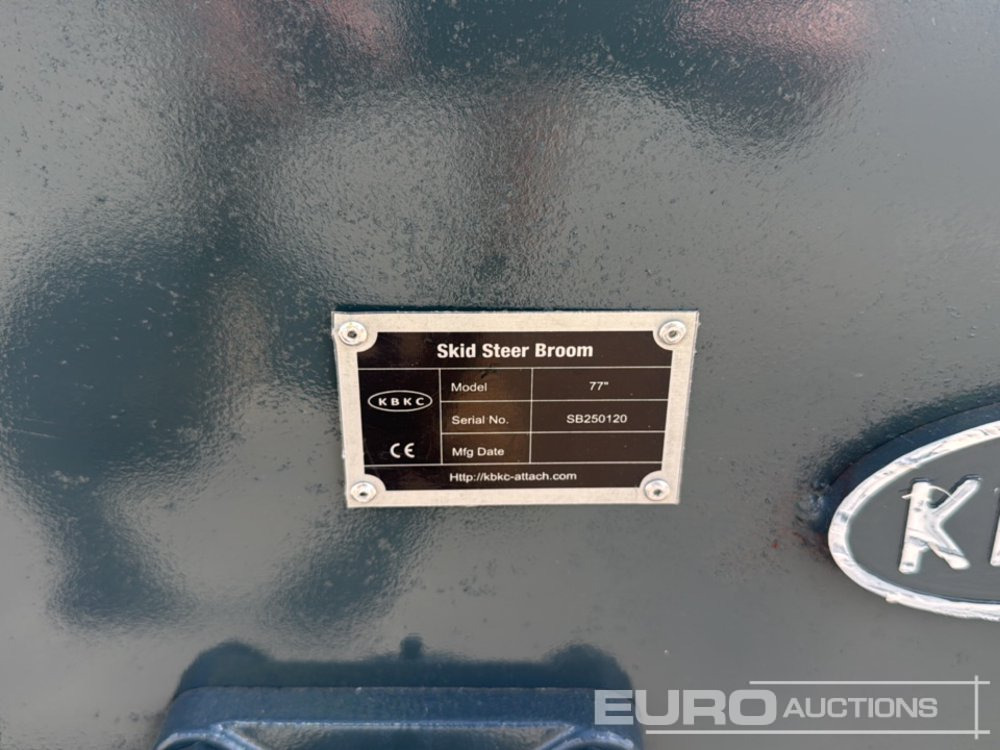 Skid Steer Broom
KBKC
CE
Model 77"
Serial No. SB250120
Mfg Date
Http://kbkc-attach.com
K
EURO AUCTIONS